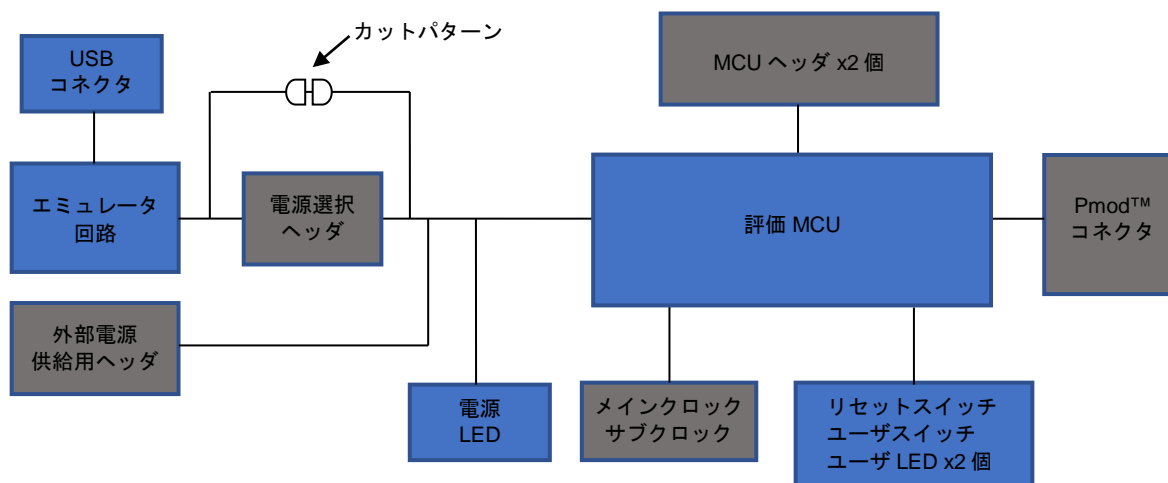 カットパターン
USB
コネクタ
MCU ヘッダ x2 個
エミュレータ
回路
電源選択
ヘッダ
評価 MCU
Pmod™
コネクタ
外部電源
供給用ヘッダ
電源
LED
メインクロック
サブクロック
リセットスイッチ
ユーザスイッチ
ユーザ LED x2 個